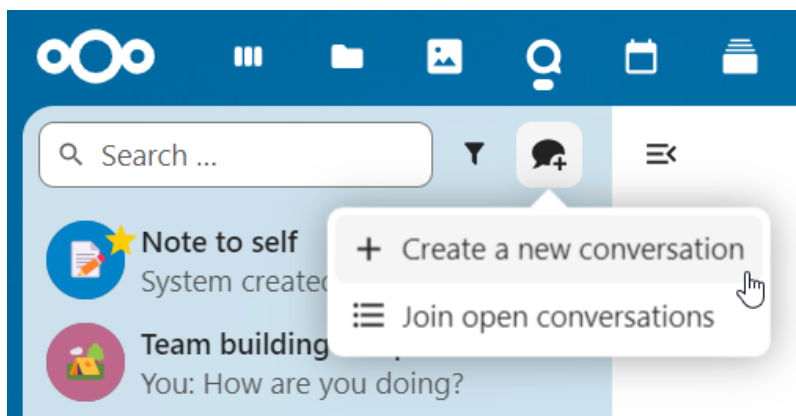 Search ...
Note to self
System created
Create a new conversation
Join open conversations
Team building
You: How are you doing?